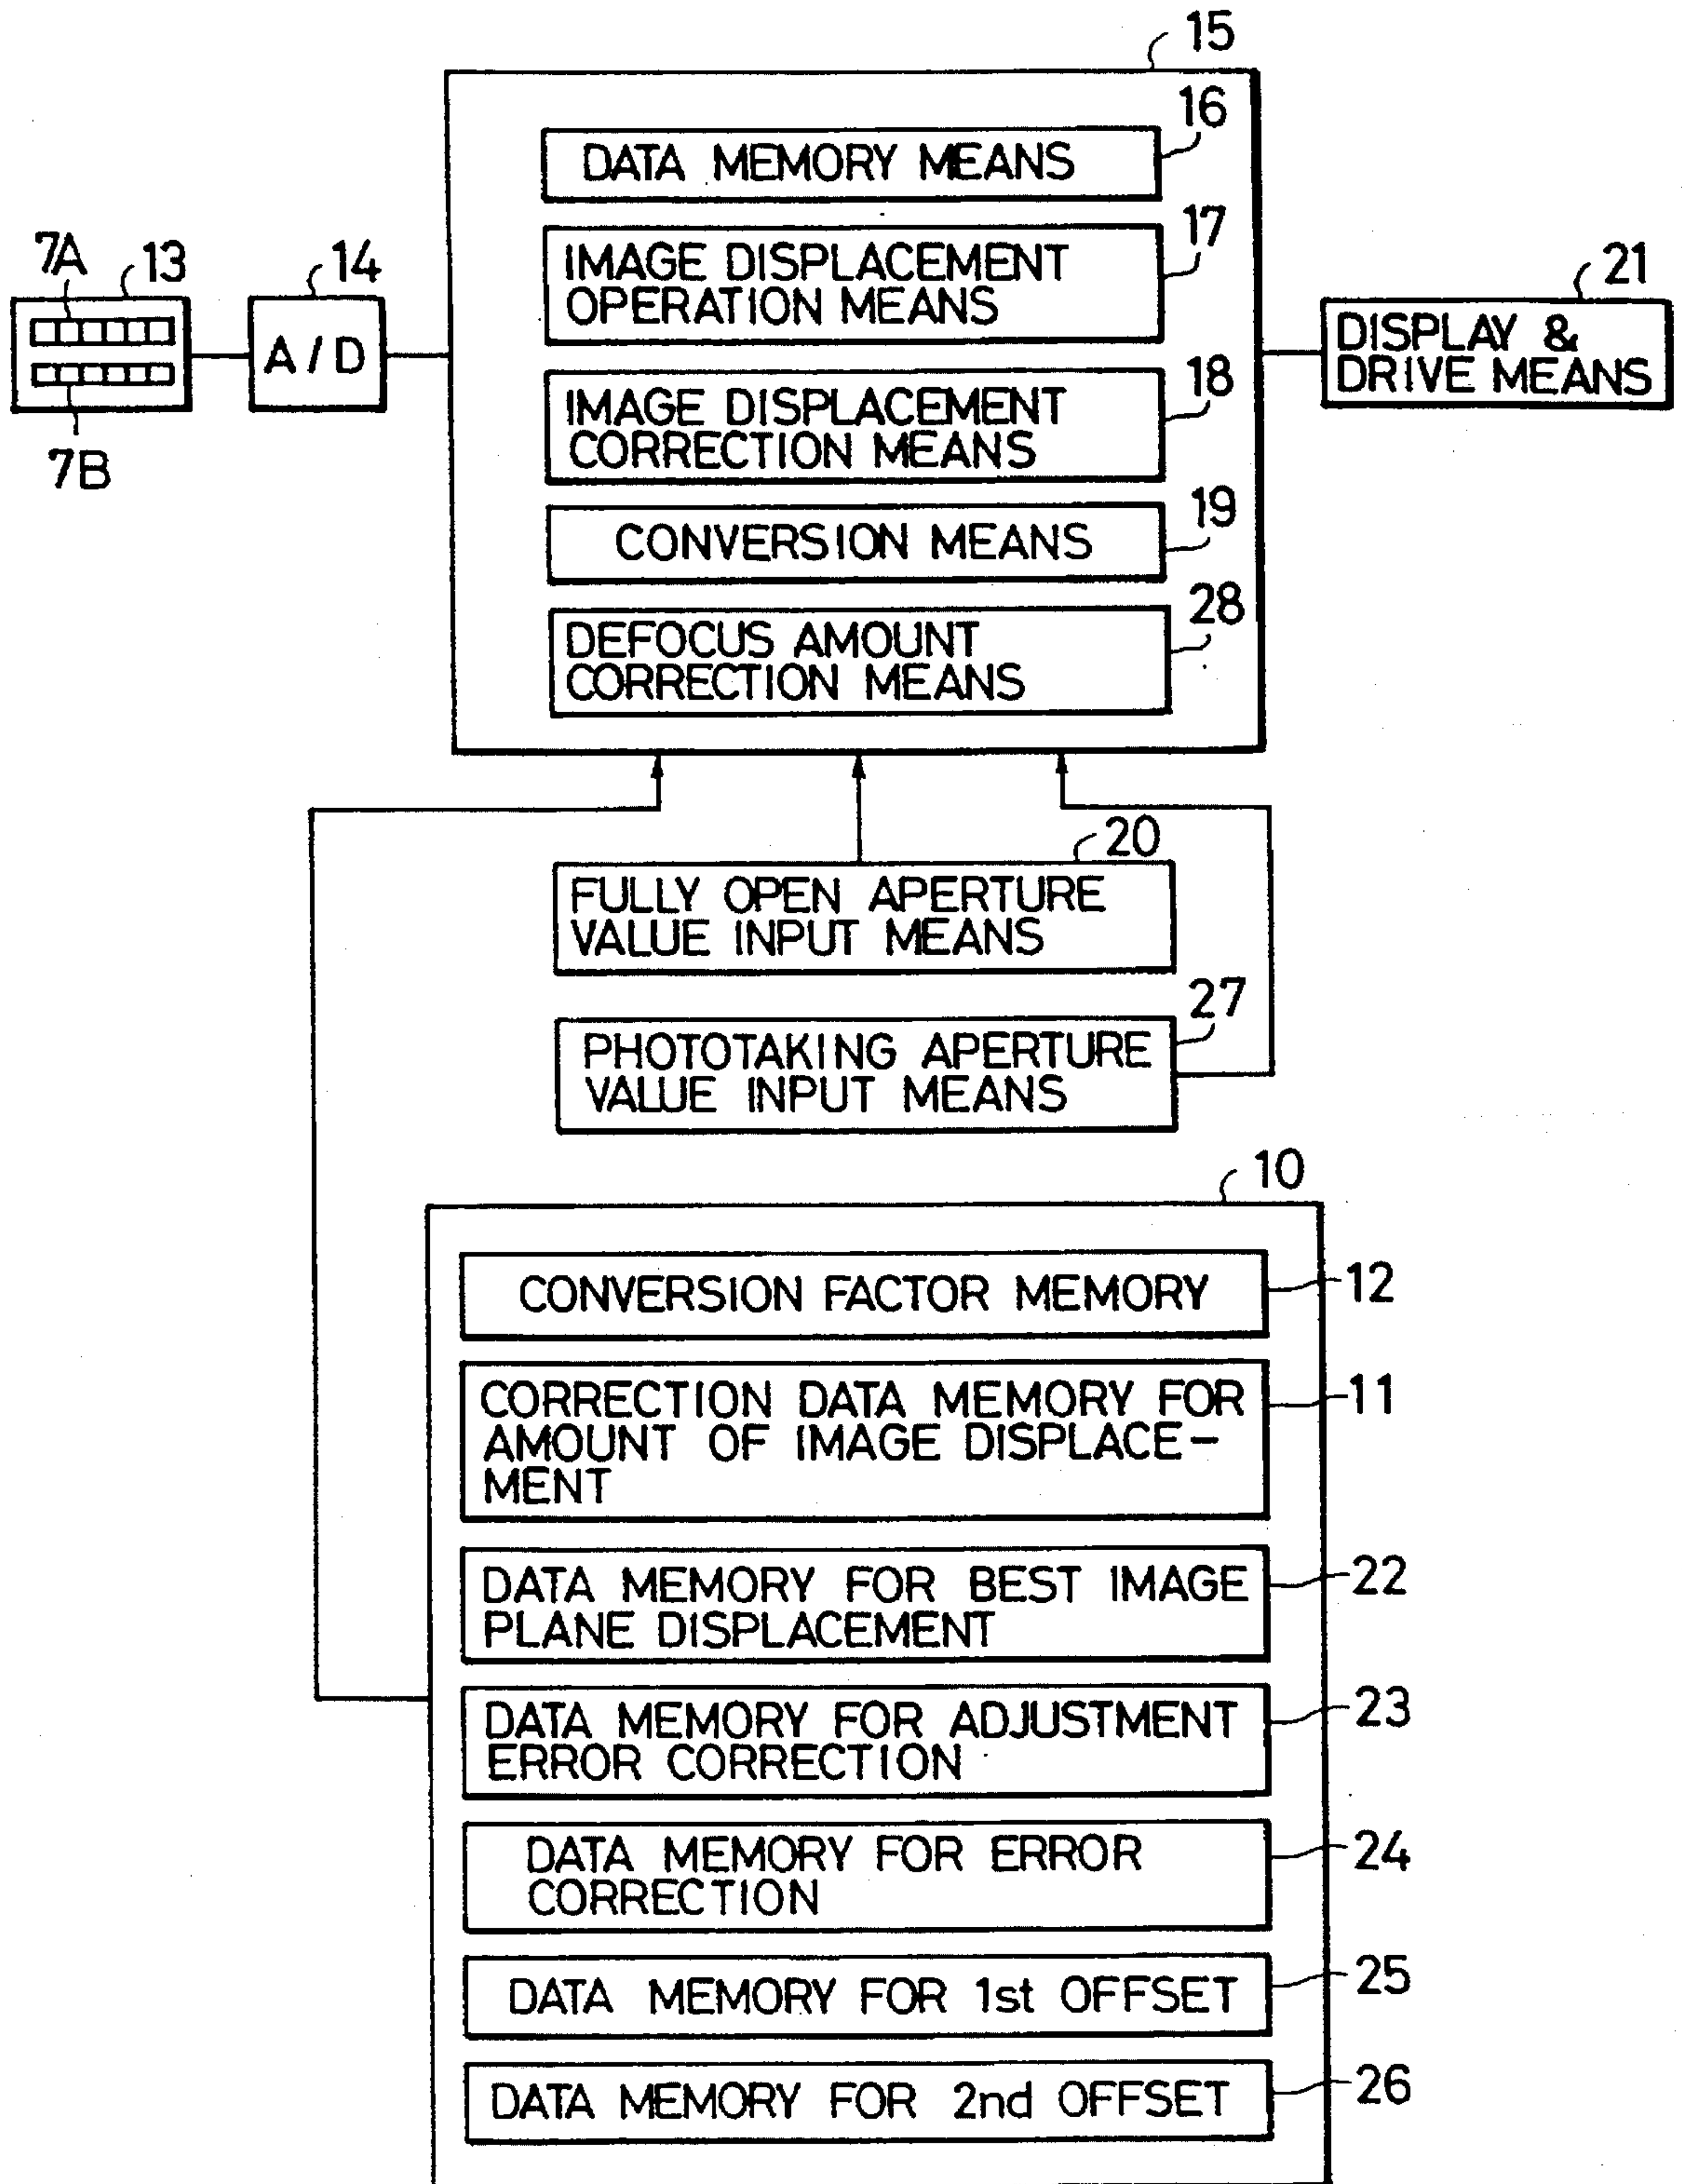 15
16
DATA MEMORY MEANS
17
IMAGE DISPLACEMENT
OPERATION MEANS
7A
13
14
21
A/D
DISPLAY &
DRIVE MEANS
7B
18
IMAGE DISPLACEMENT
CORRECTION MEANS
19
CONVERSION MEANS
28
DEFOCUS AMOUNT
CORRECTION MEANS
20
FULLY OPEN APERTURE
VALUE INPUT MEANS
27
PHOTOTAKING APERTURE
VALUE INPUT MEANS
10
CONVERSION FACTOR MEMORY
12
CORRECTION DATA MEMORY FOR
AMOUNT OF IMAGE DISPLACE-
MENT
11
DATA MEMORY FOR BEST IMAGE
PLANE DISPLACEMENT
22
DATA MEMORY FOR ADJUSTMENT
ERROR CORRECTION
23
DATA MEMORY FOR ERROR
CORRECTION
24
DATA MEMORY FOR 1st OFFSET
25
DATA MEMORY FOR 2nd OFFSET
26